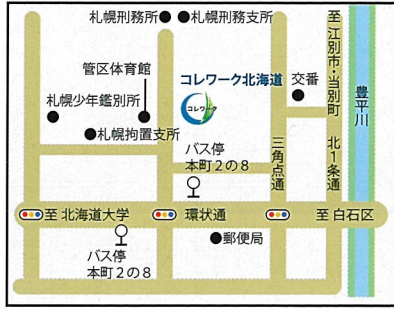 札幌刑務所
札幌刑務支所
管区体育館
コレワーク北海道
コレワーク
交番
札幌少年鑑別所
札幌拘置支所
至 江別市・当別町
北1条通
豊平川
三角点通
バス停
本町2の8
至 北海道大学
環状通
至 白石区
バス停
本町2の8
郵便局